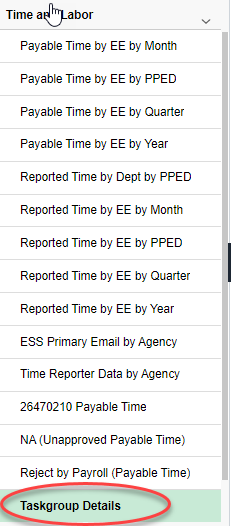 Time and Labor
Payable Time by EE by Month
Payable Time by EE by PPED
Payable Time by EE by Quarter
Payable Time by EE by Year
Reported Time by Dept by PPED
Reported Time by EE by Month
Reported Time by EE by PPED
Reported Time by EE by Quarter
Reported Time by EE by Year
ESS Primary Email by Agency
Time Reporter Data by Agency
26470210 Payable Time
NA (Unapproved Payable Time)
Reject by Payroll (Payable Time)
Taskgroup Details